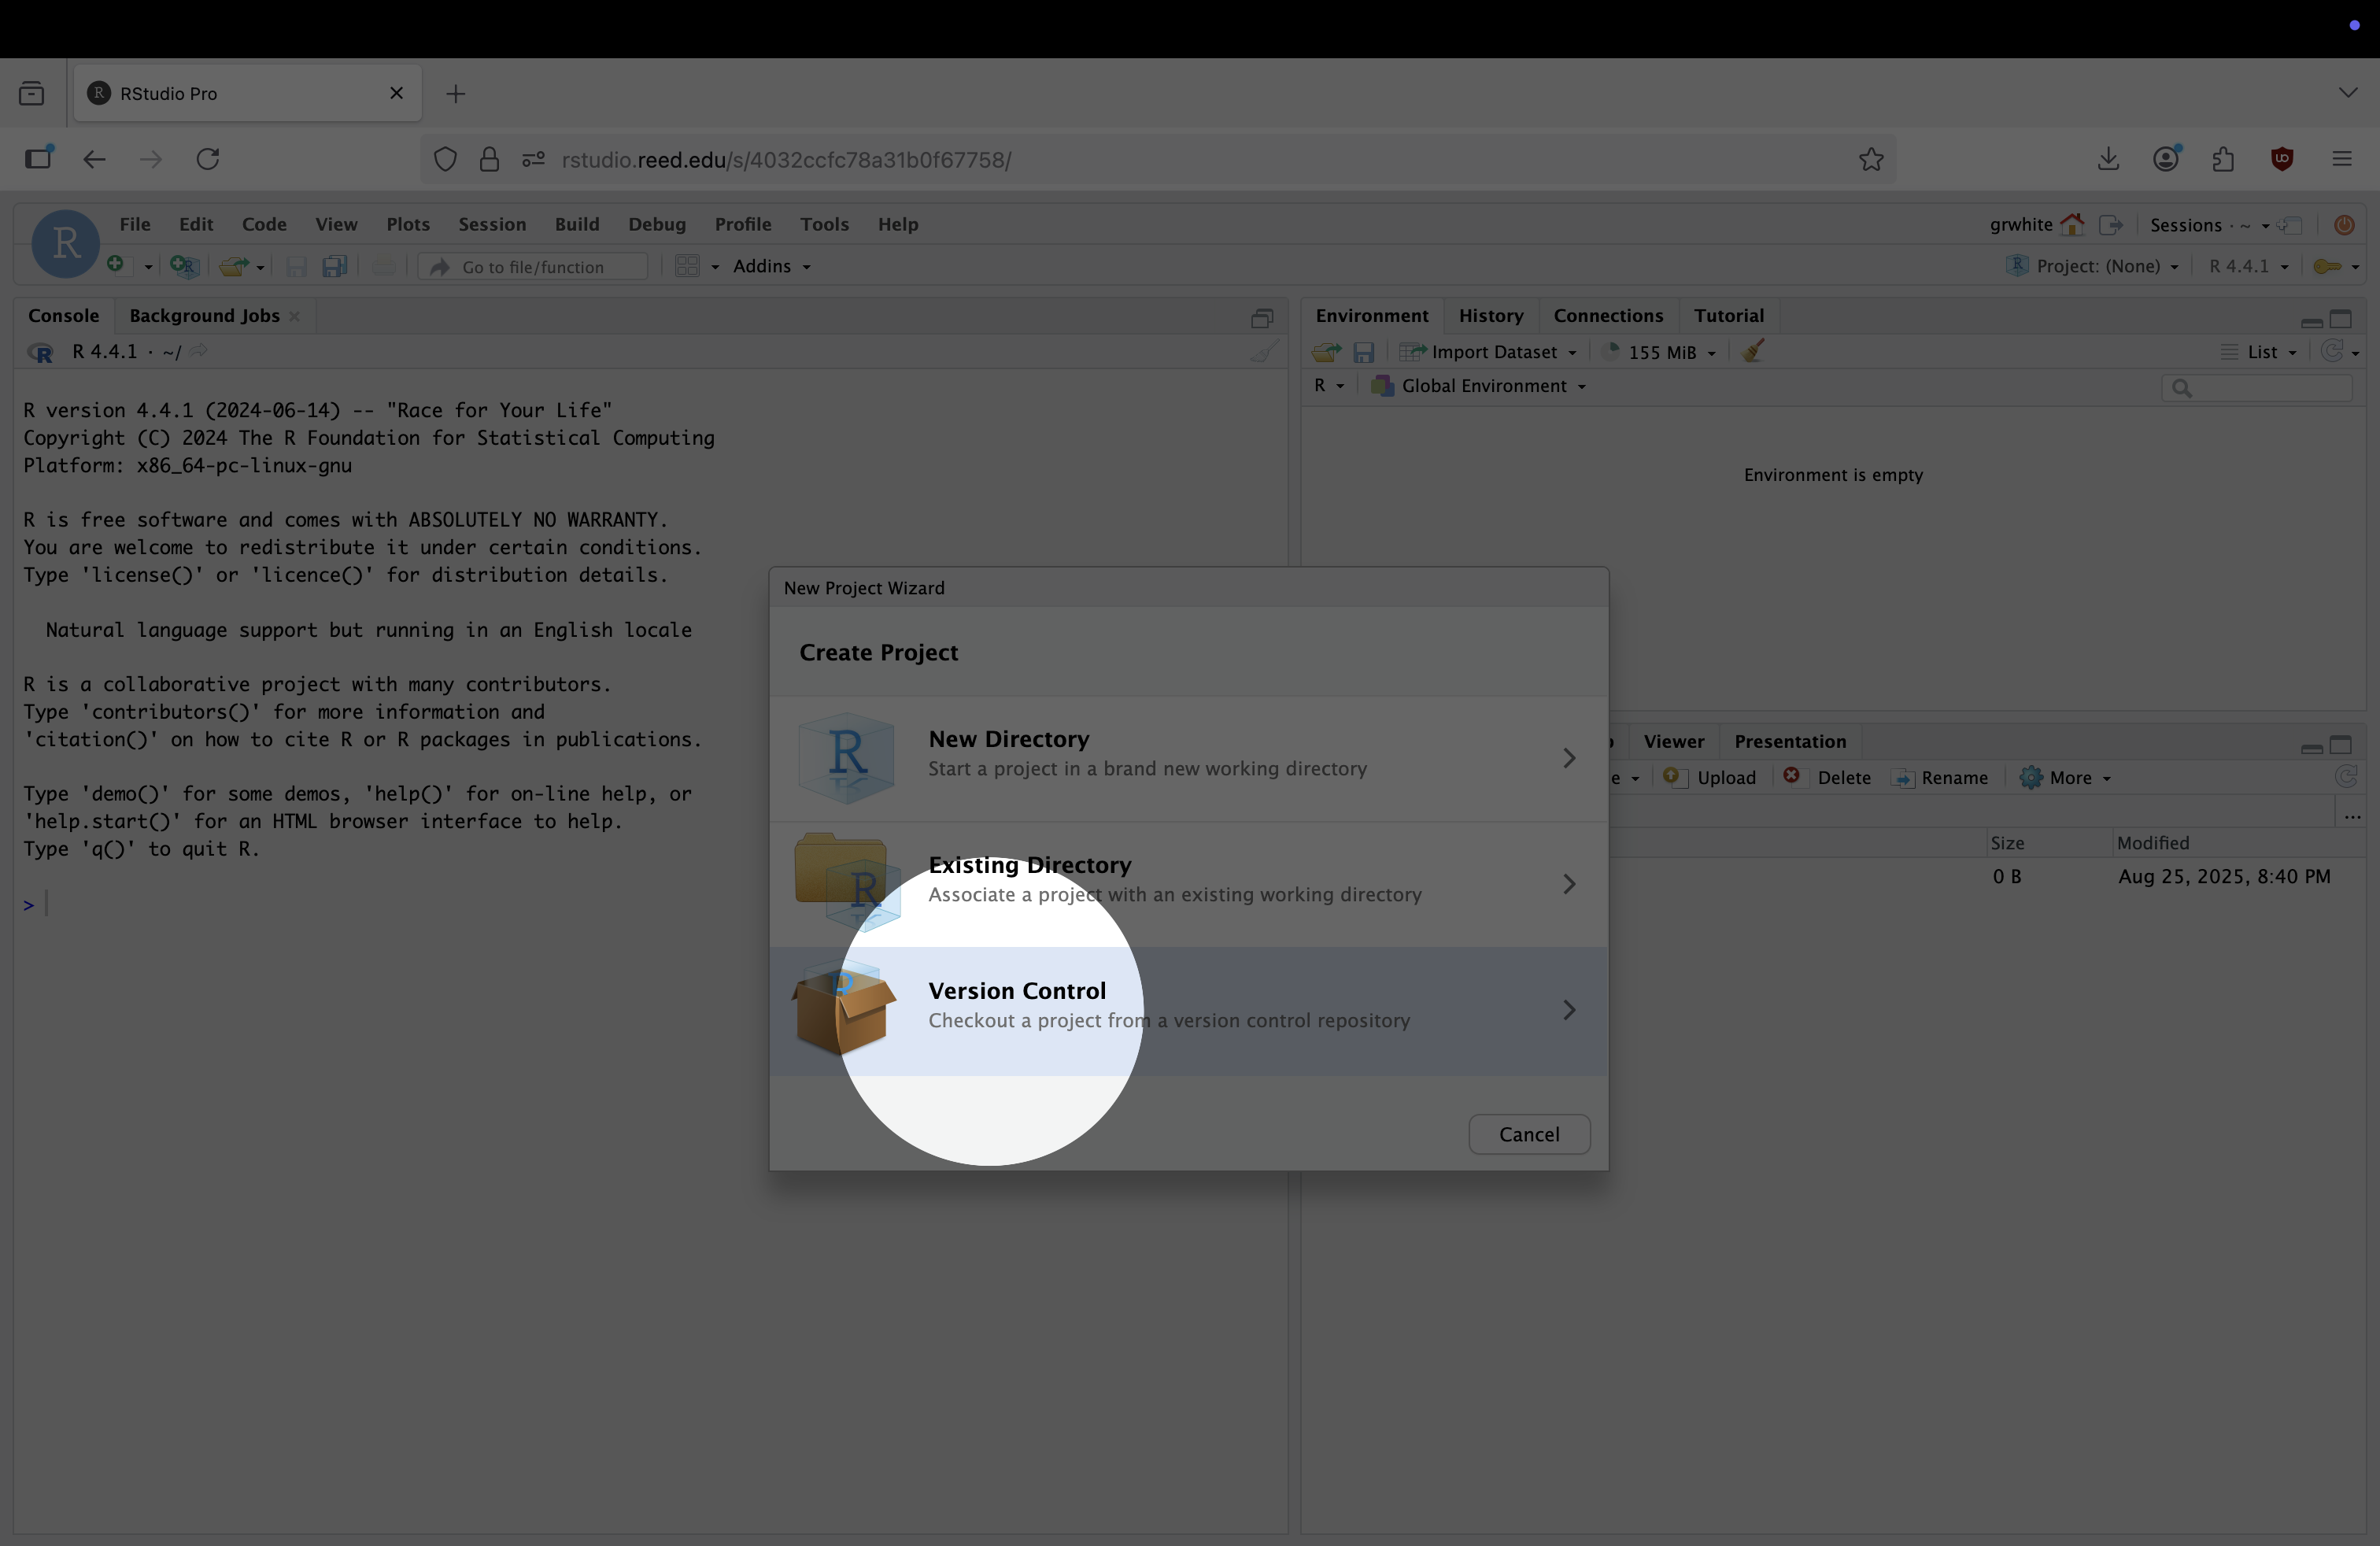 RStudio Pro
rstudio.reed.edu/s/4032ccfc78a31b0f67758/
File Edit Code View Plots Session Build Debug Profile Tools Help
grwhite Sessions · ~
Go to file/function Addins
Project: (None) R 4.4.1
Console Background Jobs
R 4.4.1 · ~/
R version 4.4.1 (2024-06-14) -- "Race for Your Life"
Copyright (C) 2024 The R Foundation for Statistical Computing
Platform: x86_64-pc-linux-gnu
R is free software and comes with ABSOLUTELY NO WARRANTY.
You are welcome to redistribute it under certain conditions.
Type 'license()' or 'licence()' for distribution details.
Natural language support but running in an English locale
R is a collaborative project with many contributors.
Type 'contributors()' for more information and
'citation()' on how to cite R or R packages in publications.
Type 'demo()' for some demos, 'help()' for on-line help, or
'help.start()' for an HTML browser interface to help.
Type 'q()' to quit R.
>
Environment History Connections Tutorial
Import Dataset 155 MiB List
R Global Environment
Environment is empty
New Project Wizard
Create Project
New Directory
Start a project in a brand new working directory
Existing Directory
Associate a project with an existing working directory
Version Control
Checkout a project from a version control repository
Cancel
Viewer Presentation
Upload Delete Rename More
...
Size Modified
0 B Aug 25, 2025, 8:40 PM